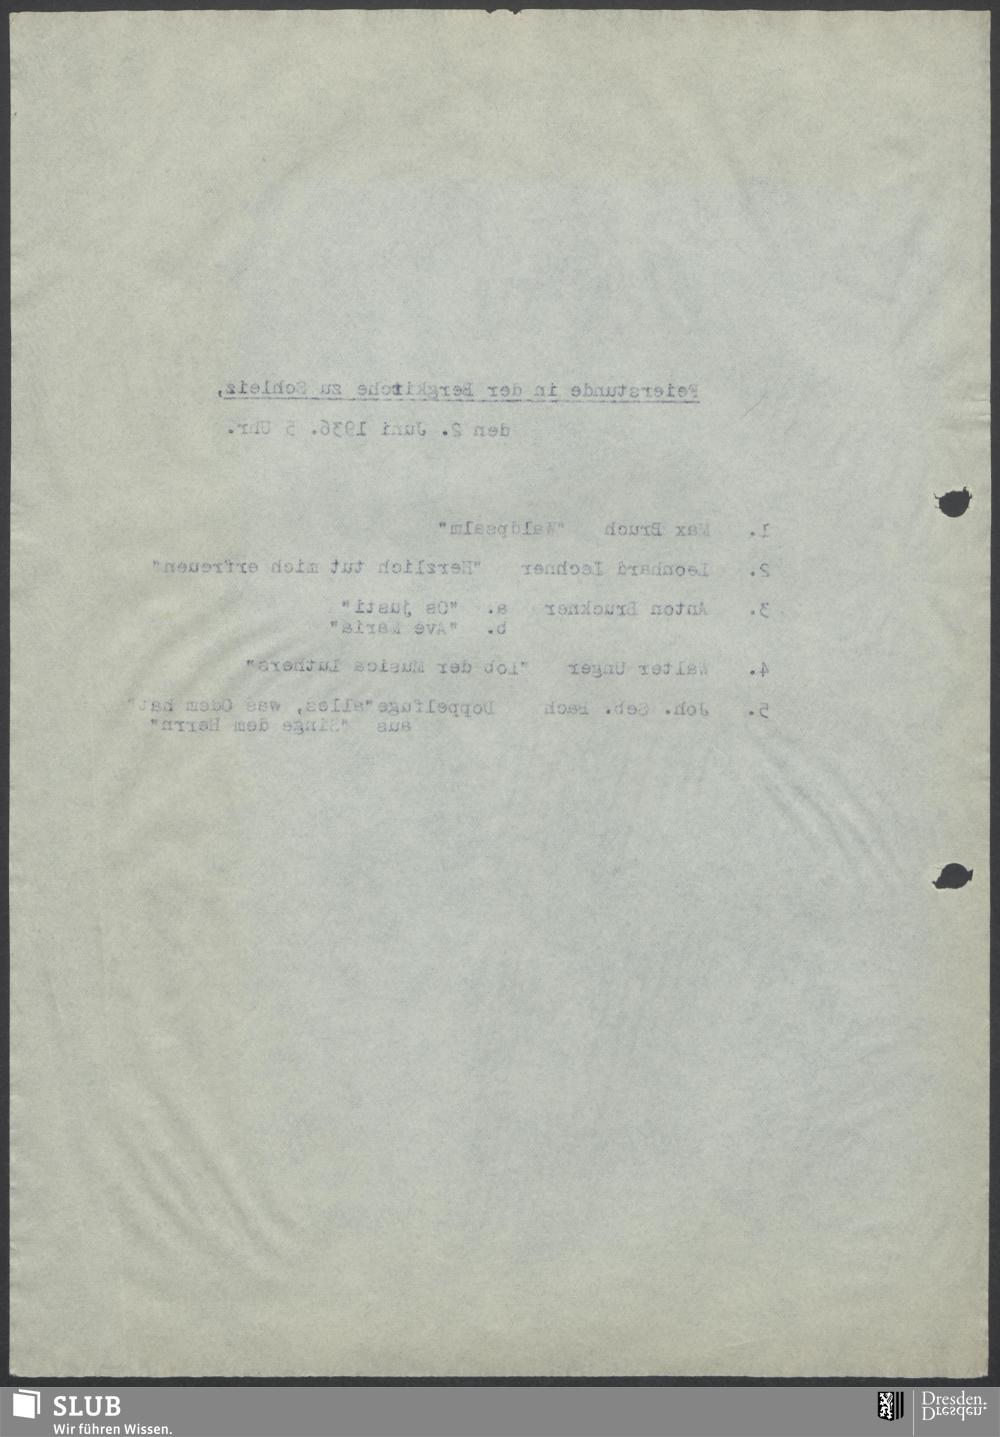 Feierstunde in der Bergkirche zu Schleiz,
den 2. Juni 1936. 5 Uhr.
1. Max Bruch "Waldpsalm"
2. Leonhard Lechner "Herzlich tut mich erfreuen"
3. Anton Bruckner a. "Os justi"
b. "Ave Maria"
4. Walter Unger "Lob der Musica Luthers"
5. Joh. Seb. Bach Doppelfuge"alles, was Odem hat"
aus "Singe dem Herrn"
SLUB
Wir führen Wissen.
Dresden.
Dresden.